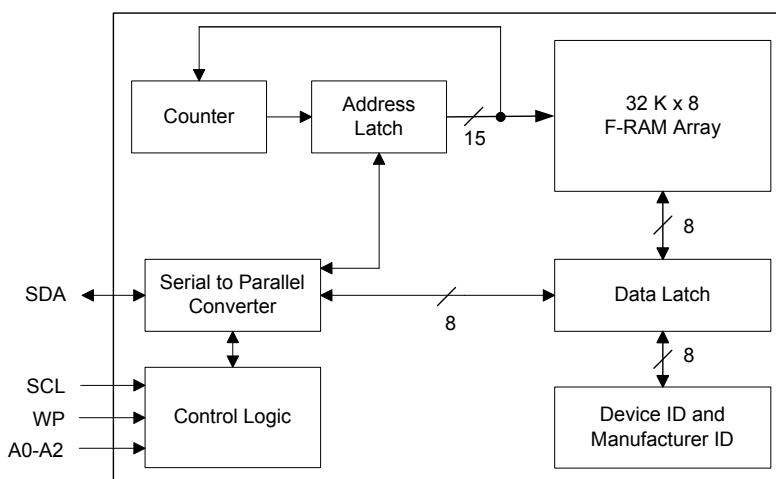 Counter
Address
Latch
15
32 K x 8
F-RAM Array
8
SDA
Serial to Parallel
Converter
8
Data Latch
8
SCL
WP
A0-A2
Control Logic
Device ID and
Manufacturer ID